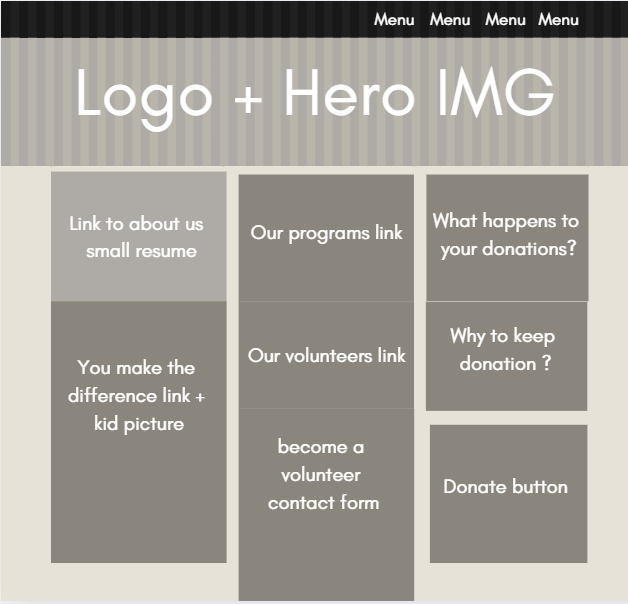 Menu Menu Menu Menu
Logo + Hero IMG
Link to about us
small resume
Our programs link
What happens to
your donations?
You make the
difference link +
kid picture
Our volunteers link
Why to keep
donation ?
become a
volunteer
contact form
Donate button